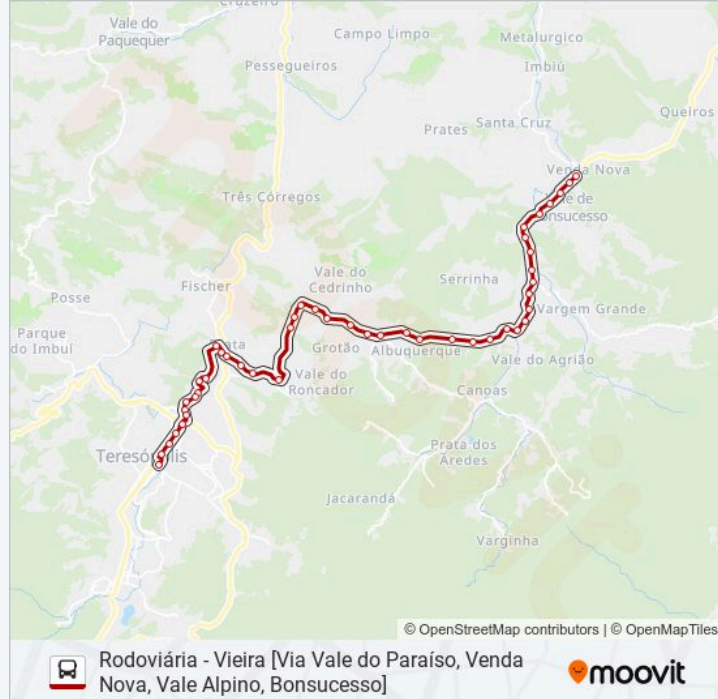 Vale do
Paquequer
Cruzeiro
Campo Limpo
Metalurgico
Pessegueiros
Imbiú
Queiros
Santa Cruz
Prates
Venda Nova
Bonsucesso
Três Córregos
Vale do
Cedrinho
Serrinha
Fischer
Posse
Vargem Grande
Parque
do Imbuí
Grotão
Albuquerque
Vale do Agrião
Vale do
Roncador
Canoas
Teresópolis
Prata dos
Aredes
Jacarandá
Varginha
© OpenStreetMap contributors | © OpenMapTiles
Rodoviária - Vieira [Via Vale do Paraíso, Venda
Nova, Vale Alpino, Bonsucesso]
moovit